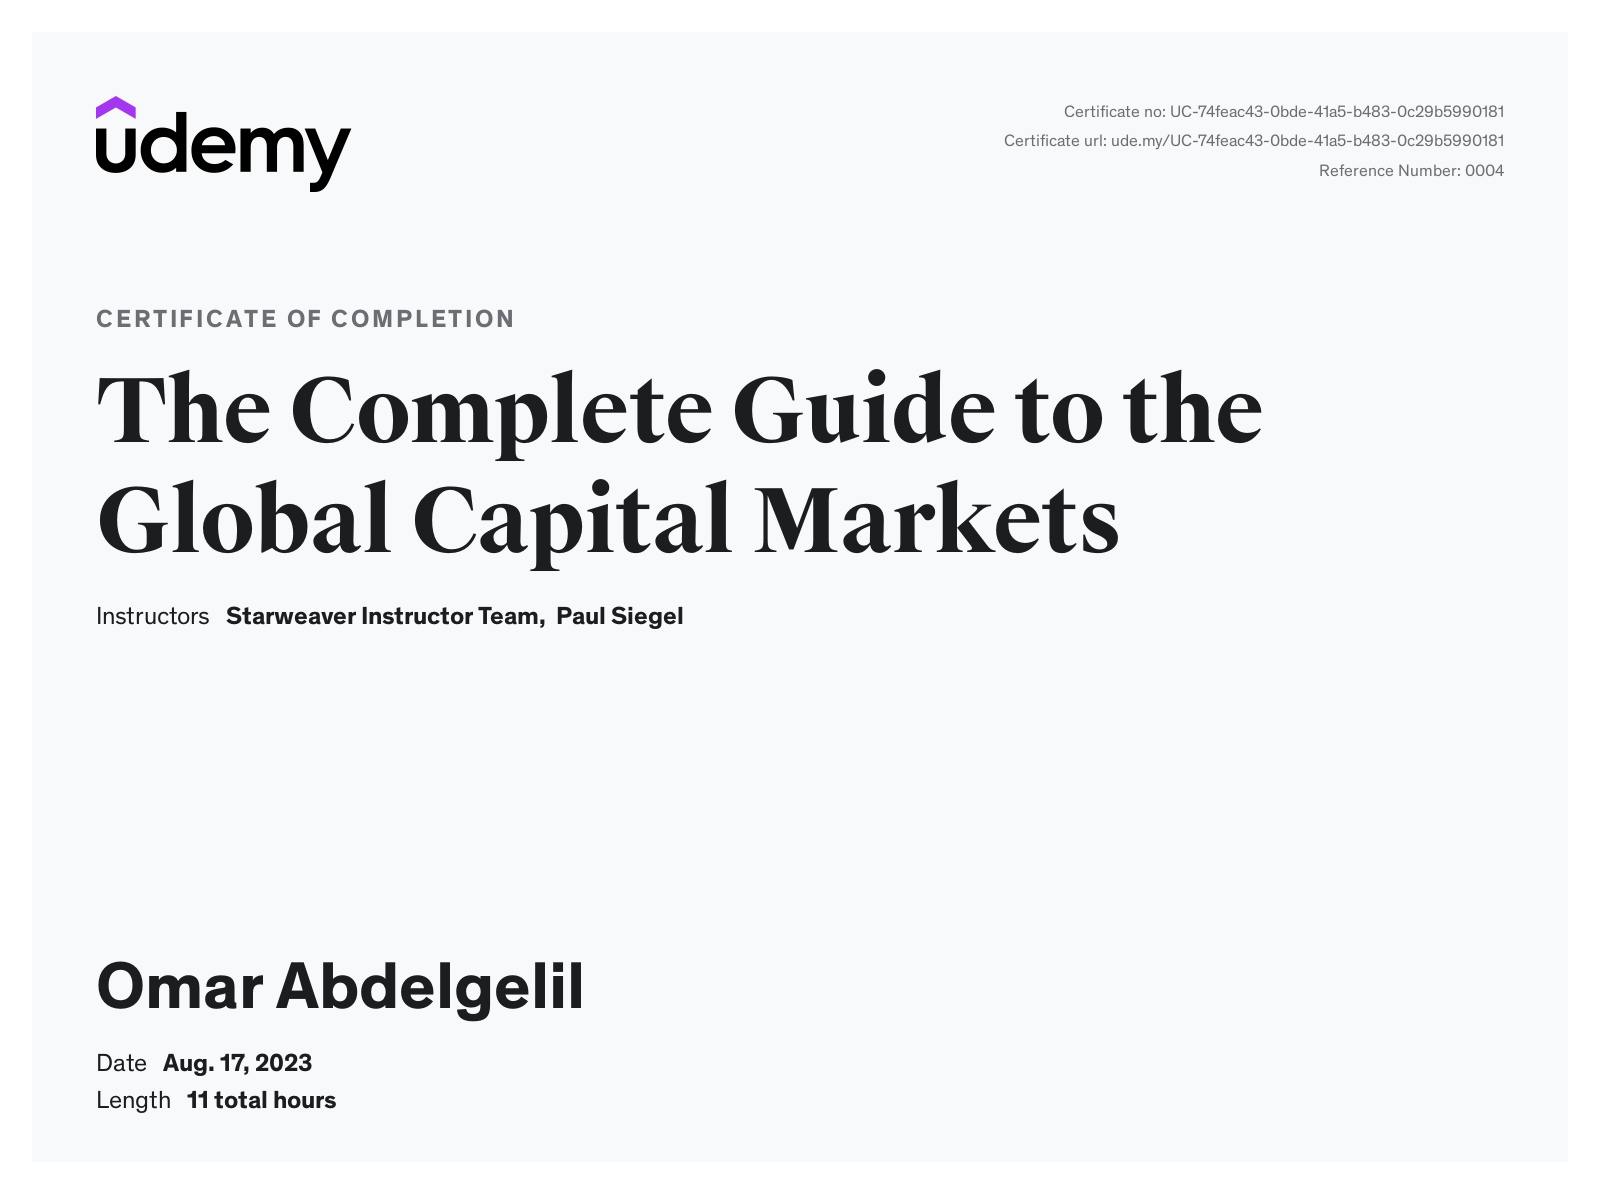 udemy
Certificate no: UC-74feac43-0bde-41a5-b483-0c29b5990181
Certificate url: ude.my/UC-74feac43-0bde-41a5-b483-0c29b5990181
Reference Number: 0004
CERTIFICATE OF COMPLETION
The Complete Guide to the
Global Capital Markets
Instructors Starweaver Instructor Team, Paul Siegel
Omar Abdelgelil
Date Aug. 17, 2023
Length 11 total hours